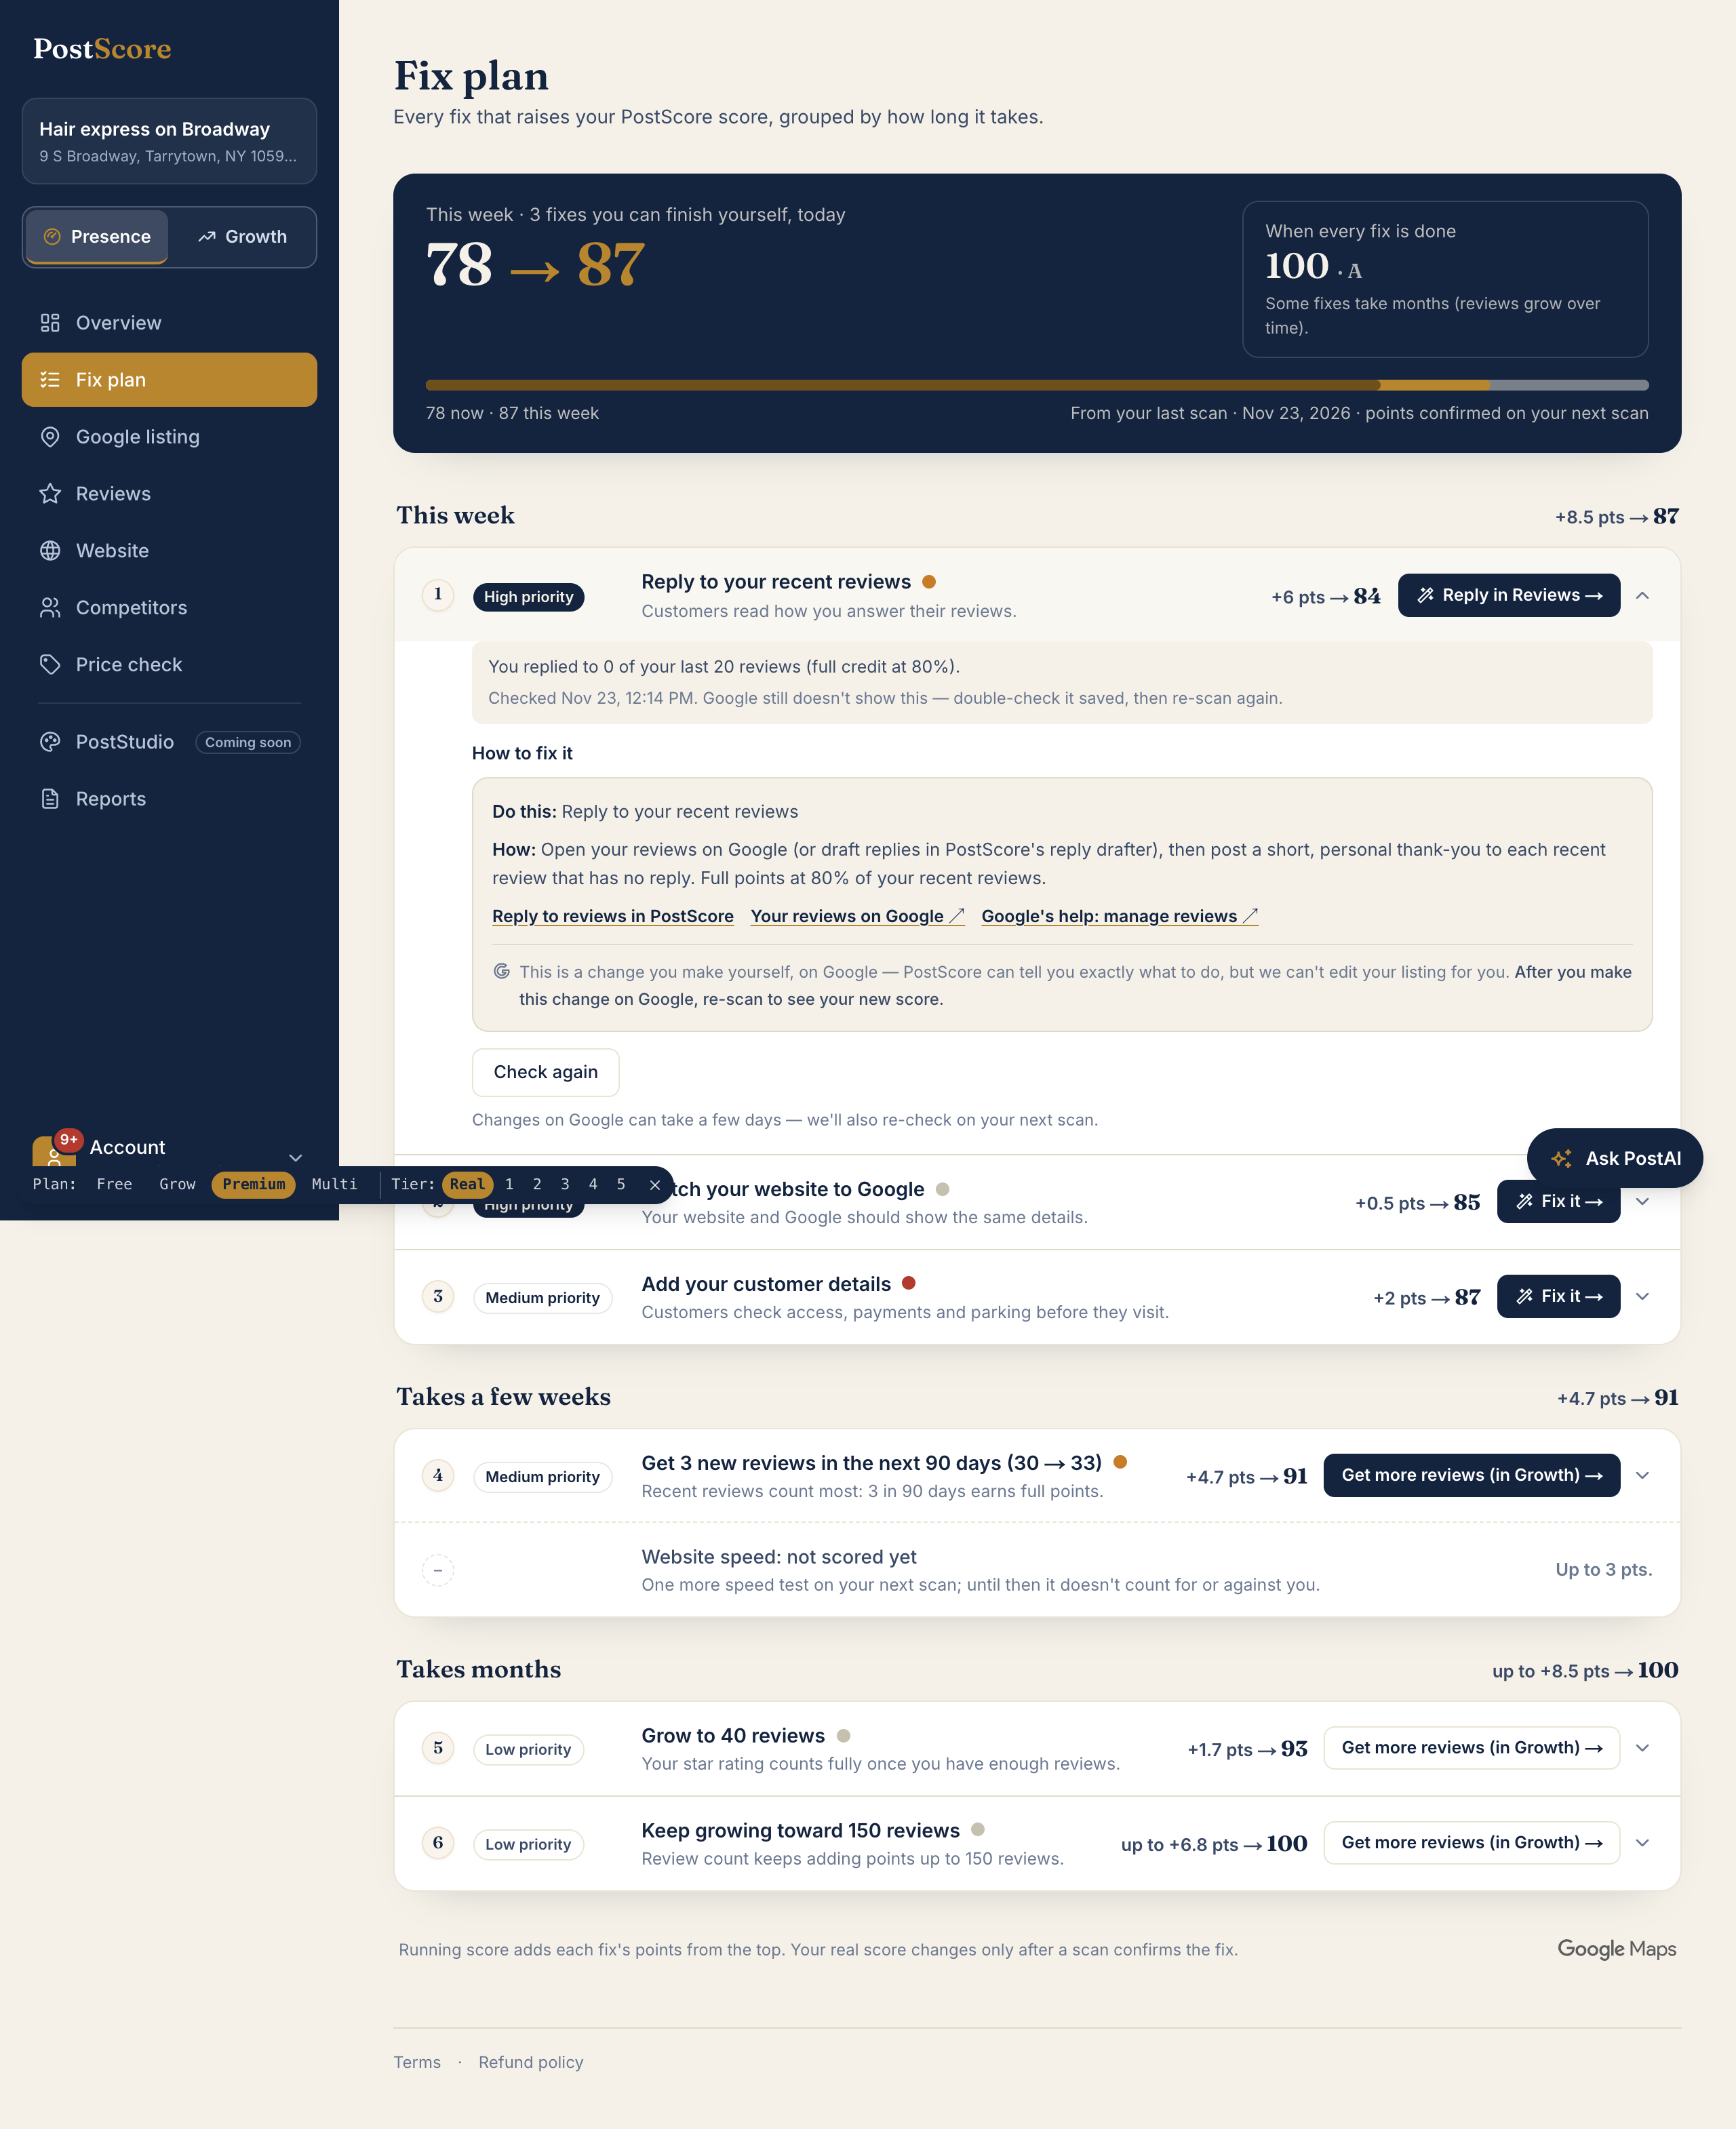 PostScore
Hair express on Broadway
9 S Broadway, Tarrytown, NY 1059...
Presence
Growth
Overview
Fix plan
Google listing
Reviews
Website
Competitors
Price check
PostStudio
Coming soon
Reports
9+
Account
Plan: Free Grow Premium Multi Tier: Real 1 2 3 4 5 ×
Fix plan
Every fix that raises your PostScore score, grouped by how long it takes.
This week · 3 fixes you can finish yourself, today
78 → 87
When every fix is done
100 · A
Some fixes take months (reviews grow over
time).
78 now · 87 this week
From your last scan · Nov 23, 2026 · points confirmed on your next scan
This week
+8.5 pts → 87
1
High priority
Reply to your recent reviews
Customers read how you answer their reviews.
+6 pts → 84
Reply in Reviews →
You replied to 0 of your last 20 reviews (full credit at 80%).
Checked Nov 23, 12:14 PM. Google still doesn't show this — double-check it saved, then re-scan again.
How to fix it
Do this: Reply to your recent reviews
How: Open your reviews on Google (or draft replies in PostScore's reply drafter), then post a short, personal thank-you to each recent
review that has no reply. Full points at 80% of your recent reviews.
Reply to reviews in PostScore Your reviews on Google ↗ Google's help: manage reviews ↗
This is a change you make yourself, on Google — PostScore can tell you exactly what to do, but we can't edit your listing for you. After you make
this change on Google, re-scan to see your new score.
Check again
Changes on Google can take a few days — we'll also re-check on your next scan.
Ask PostAI
High priority
tch your website to Google
Your website and Google should show the same details.
+0.5 pts → 85
Fix it →
3
Medium priority
Add your customer details
Customers check access, payments and parking before they visit.
+2 pts → 87
Fix it →
Takes a few weeks
+4.7 pts → 91
4
Medium priority
Get 3 new reviews in the next 90 days (30 → 33)
Recent reviews count most: 3 in 90 days earns full points.
+4.7 pts → 91
Get more reviews (in Growth) →
–
Website speed: not scored yet
One more speed test on your next scan; until then it doesn't count for or against you.
Up to 3 pts.
Takes months
up to +8.5 pts → 100
5
Low priority
Grow to 40 reviews
Your star rating counts fully once you have enough reviews.
+1.7 pts → 93
Get more reviews (in Growth) →
6
Low priority
Keep growing toward 150 reviews
Review count keeps adding points up to 150 reviews.
up to +6.8 pts → 100
Get more reviews (in Growth) →
Running score adds each fix's points from the top. Your real score changes only after a scan confirms the fix.
Google Maps
Terms · Refund policy